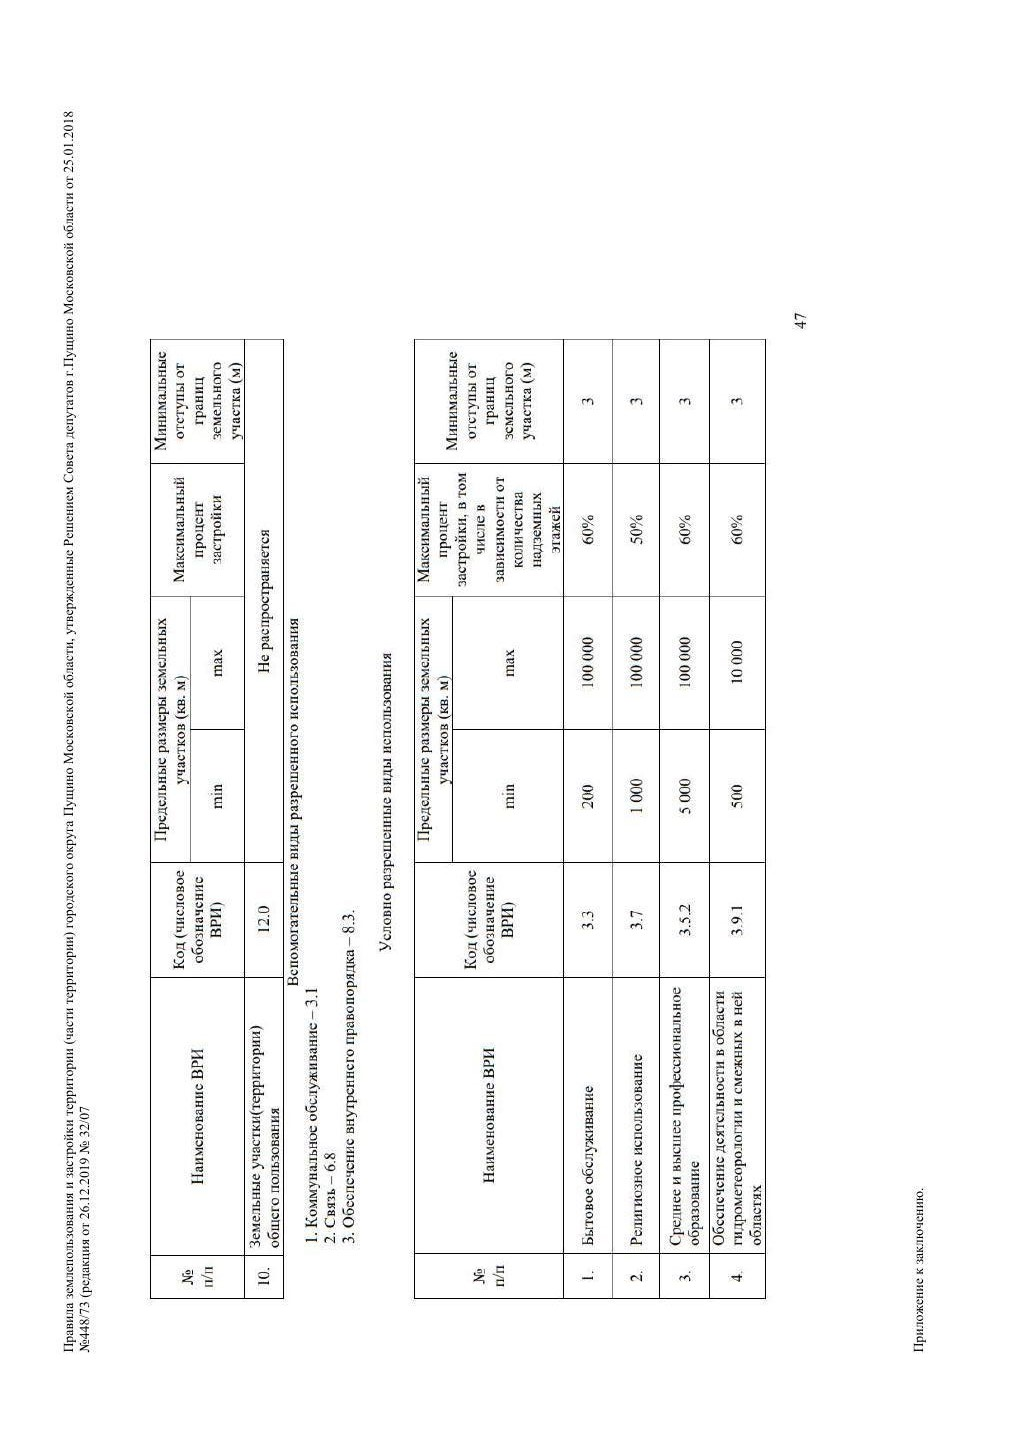 Правила землепользования и застройки территории (части территории) городского округа Пущино Московской области, утвержденные Решением Совета депутатов г.Пущино Московской области от 25.01.2018
№448/73 (редакция от 26.12.2019 № 32/07
№
п/п
Наименование ВРИ
Код (числовое
обозначение
ВРИ)
Предельные размеры земельных
участков (кв. м)
min
max
Максимальный
процент
застройки
Минимальные
отступы от
границ
земельного
участка (м)
10.
Земельные участки(территории)
общего пользования
12.0
Не распространяется
Вспомогательные виды разрешенного использования
1. Коммунальное обслуживание – 3.1
2. Связь – 6.8
3. Обеспечение внутреннего правопорядка – 8.3.
Условно разрешенные виды использования
№
п/п
Наименование ВРИ
Код (числовое
обозначение
ВРИ)
Предельные размеры земельных
участков (кв. м)
min
max
Максимальный
процент
застройки, в том
числе в
зависимости от
количества
надземных
этажей
Минимальные
отступы от
границ
земельного
участка (м)
1.
Бытовое обслуживание
3.3
200
100 000
60%
3
2.
Религиозное использование
3.7
1 000
100 000
50%
3
3.
Среднее и высшее профессиональное
образование
3.5.2
5 000
100 000
60%
3
4.
Обеспечение деятельности в области
гидрометеорологии и смежных в ней
областях
3.9.1
500
10 000
60%
3
47
Приложение к заключению.